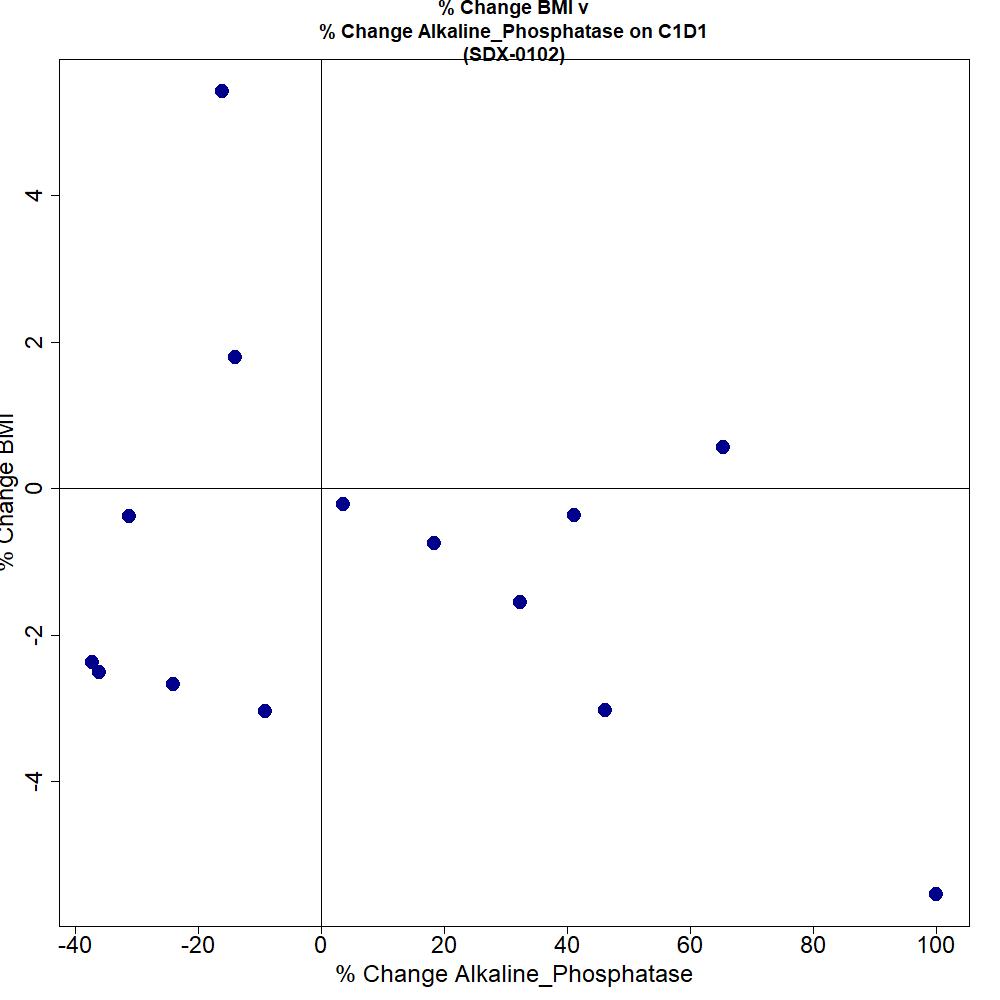 % Change BMI v
% Change Alkaline_Phosphatase on C1D1
(SDX-0102)
4
2
0
-2
-4
% Change BMI
-40 -20 0 20 40 60 80 100
% Change Alkaline_Phosphatase